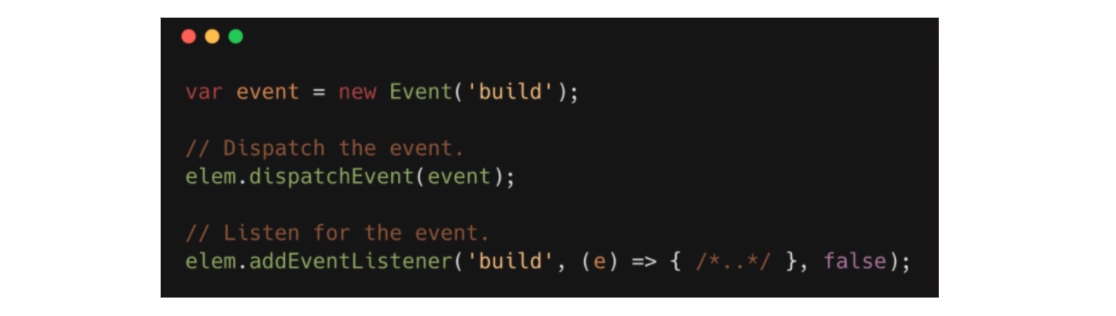 var event = new Event('build');
// Dispatch the event.
elem.dispatchEvent(event);
// Listen for the event.
elem.addEventListener('build', (e) => { /*..*/ }, false);